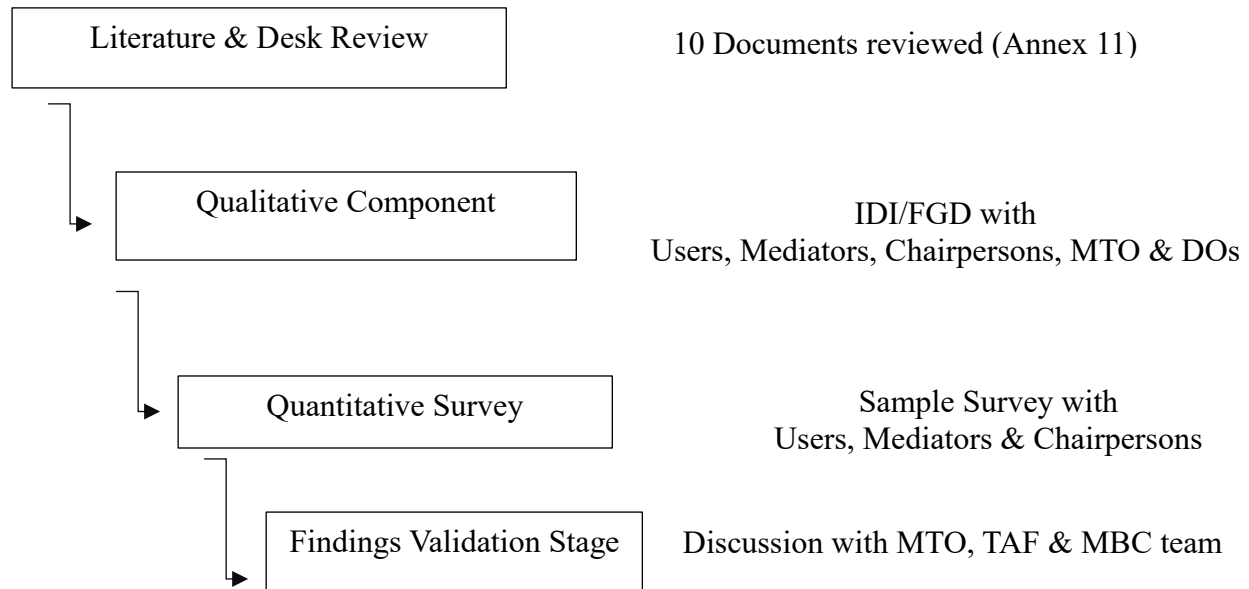 Literature & Desk Review
10 Documents reviewed (Annex 11)
Qualitative Component
IDI/FGD with
Users, Mediators, Chairpersons, MTO & DOs
Quantitative Survey
Sample Survey with
Users, Mediators & Chairpersons
Findings Validation Stage
Discussion with MTO, TAF & MBC team